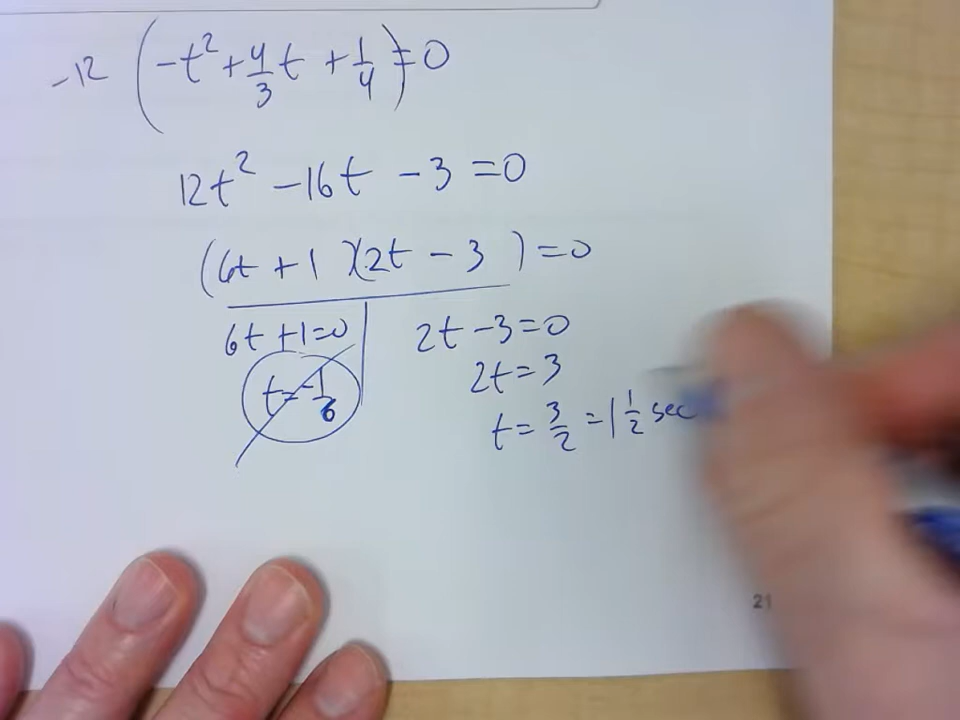 -12 (-t² + 4/3 t + 1/4) = 0
12t² - 16t - 3 = 0
(6t + 1)(2t - 3) = 0
6t + 1 = 0 2t - 3 = 0
2t = 3
t = -1/6 t = 3/2 = 1 1/2 sec
21